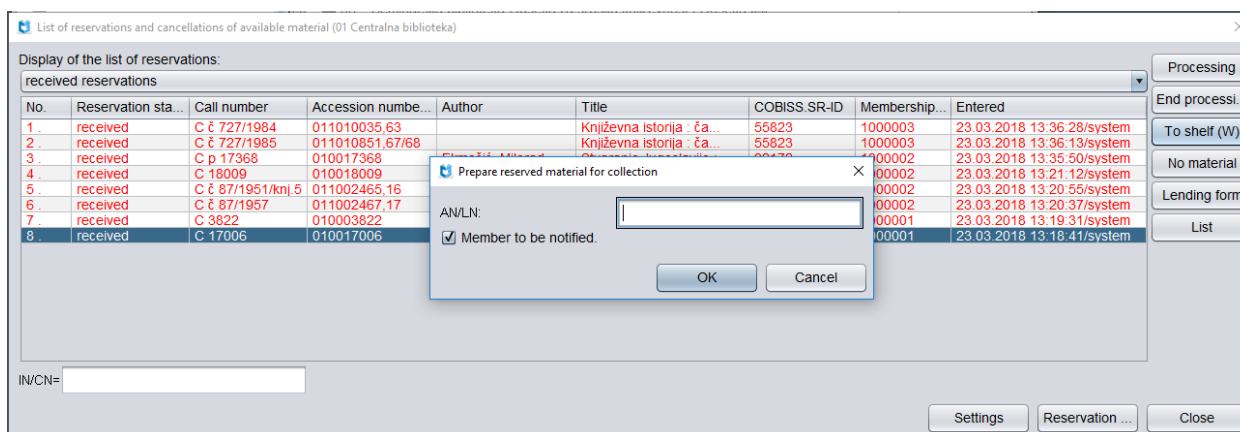 List of reservations and cancellations of available material (01 Centralna biblioteka)
Display of the list of reservations:
received reservations
Processing
No. Reservation sta... Call number Accession numbe... Author Title COBISS.SR-ID Membership... Entered
End processi...
1 . received C č 727/1984 011010035,63 Književna istorija : ča... 55823 1000003 23.03.2018 13:36:28/system
2 . received C č 727/1985 011010851,67/68 Književna istorija : ča... 55823 1000003 23.03.2018 13:36:13/system
To shelf (W)
3 . received C p 17368 010017368 23.03.2018 13:35:50/system
Prepare reserved material for collection
No material
4 . received C 18009 010018009 000002 23.03.2018 13:21:12/system
5 . received C č 87/1951/knj.5 011002465,16 000002 23.03.2018 13:20:55/system
Lending form
6 . received C č 87/1957 011002467,17 000002 23.03.2018 13:20:37/system
AN/LN:
7 . received C 3822 010003822 000001 23.03.2018 13:19:31/system
List
8 . received C 17006 010017006 000001 23.03.2018 13:18:41/system
Member to be notified.
OK Cancel
IN/CN=
Settings Reservation ... Close